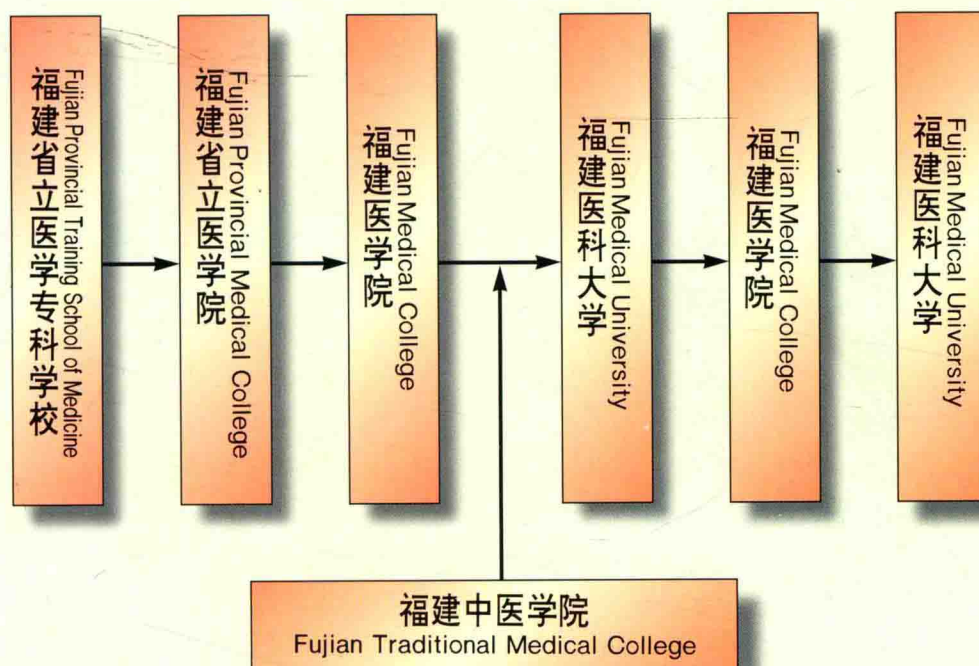 福建省立医学专科学校
Fujian Provincial Training School of Medicine
福建省立医学院
Fujian Provincial Medical College
福建医学院
Fujian Medical College
福建医科大学
Fujian Medical University
福建医学院
Fujian Medical College
福建医科大学
Fujian Medical University
福建中医学院
Fujian Traditional Medical College